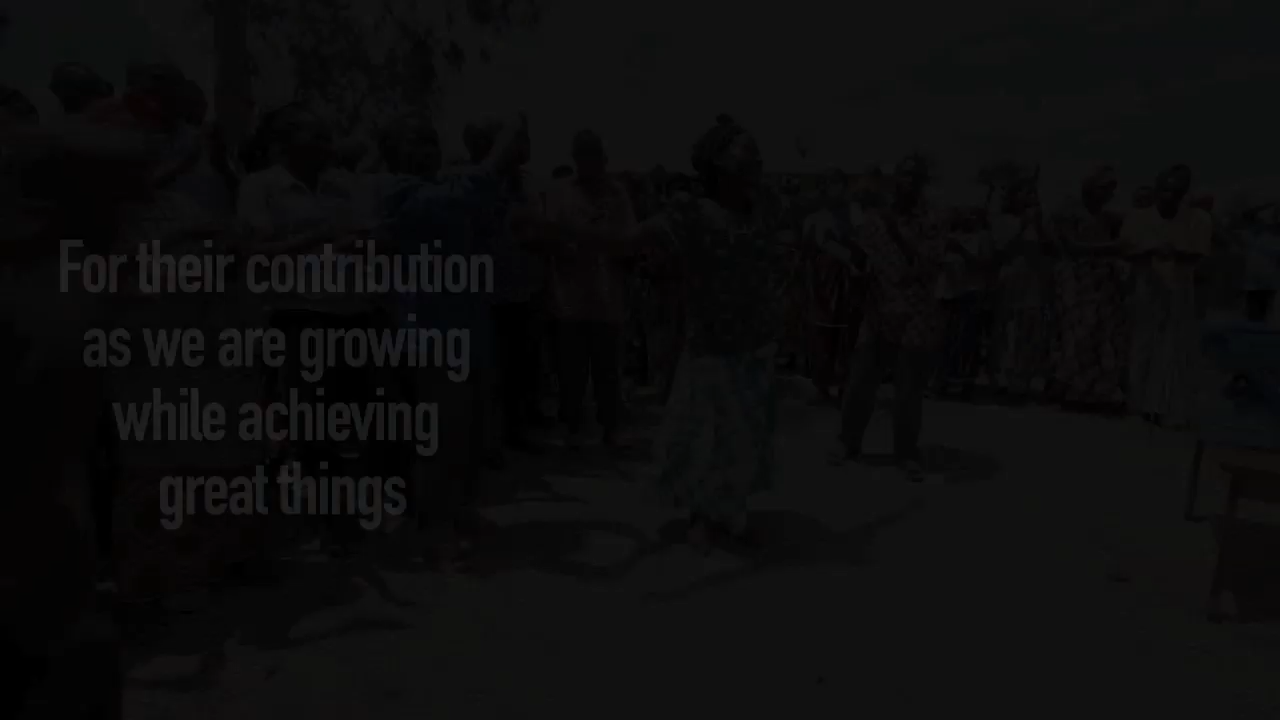 For their contribution
as we are growing
while achieving
great things